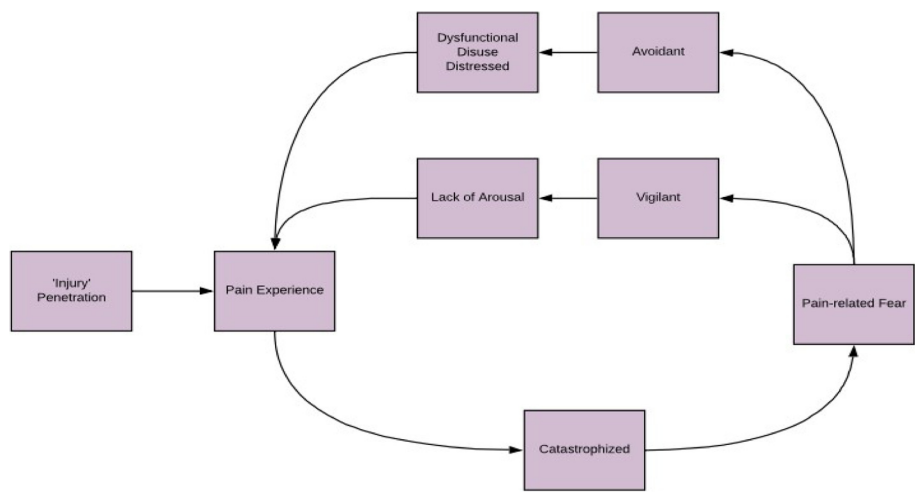 Dysfunctional
Disuse
Distressed
Avoidant
Lack of Arousal
Vigilant
'Injury'
Penetration
Pain Experience
Pain-related Fear
Catastrophized